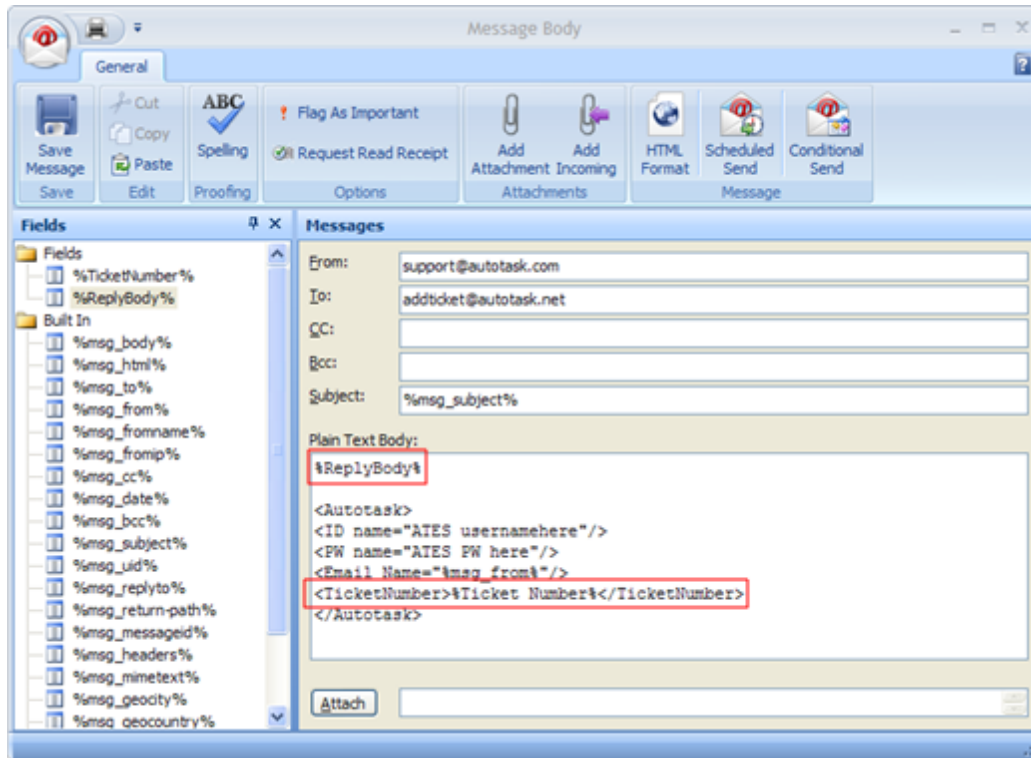 Message Body
General
Save Message
Cut
Copy
Paste
ABC
Spelling
Flag As Important
Request Read Receipt
Add Attachment
Add Incoming
HTML Format
Scheduled Send
Conditional Send
Save
Edit
Proofing
Options
Attachments
Message
Fields
Fields
%TicketNumber%
%ReplyBody%
Built In
%msg_body%
%msg_html%
%msg_to%
%msg_from%
%msg_fromname%
%msg_fromip%
%msg_cc%
%msg_date%
%msg_bcc%
%msg_subject%
%msg_uid%
%msg_replyto%
%msg_return-path%
%msg_messageid%
%msg_headers%
%msg_mimetext%
%msg_geocity%
%msg_geocountry%
Messages
From: support@autotask.com
To: addticket@autotask.net
CC:
Bcc:
Subject: %msg_subject%
Plain Text Body:
%ReplyBody%
<Autotask>
<ID name="ATES usernamehere"/>
<PW name="ATES PW here"/>
<Email Name="%msg_from%"/>
<TicketNumber>%Ticket Number%</TicketNumber>
</Autotask>
Attach